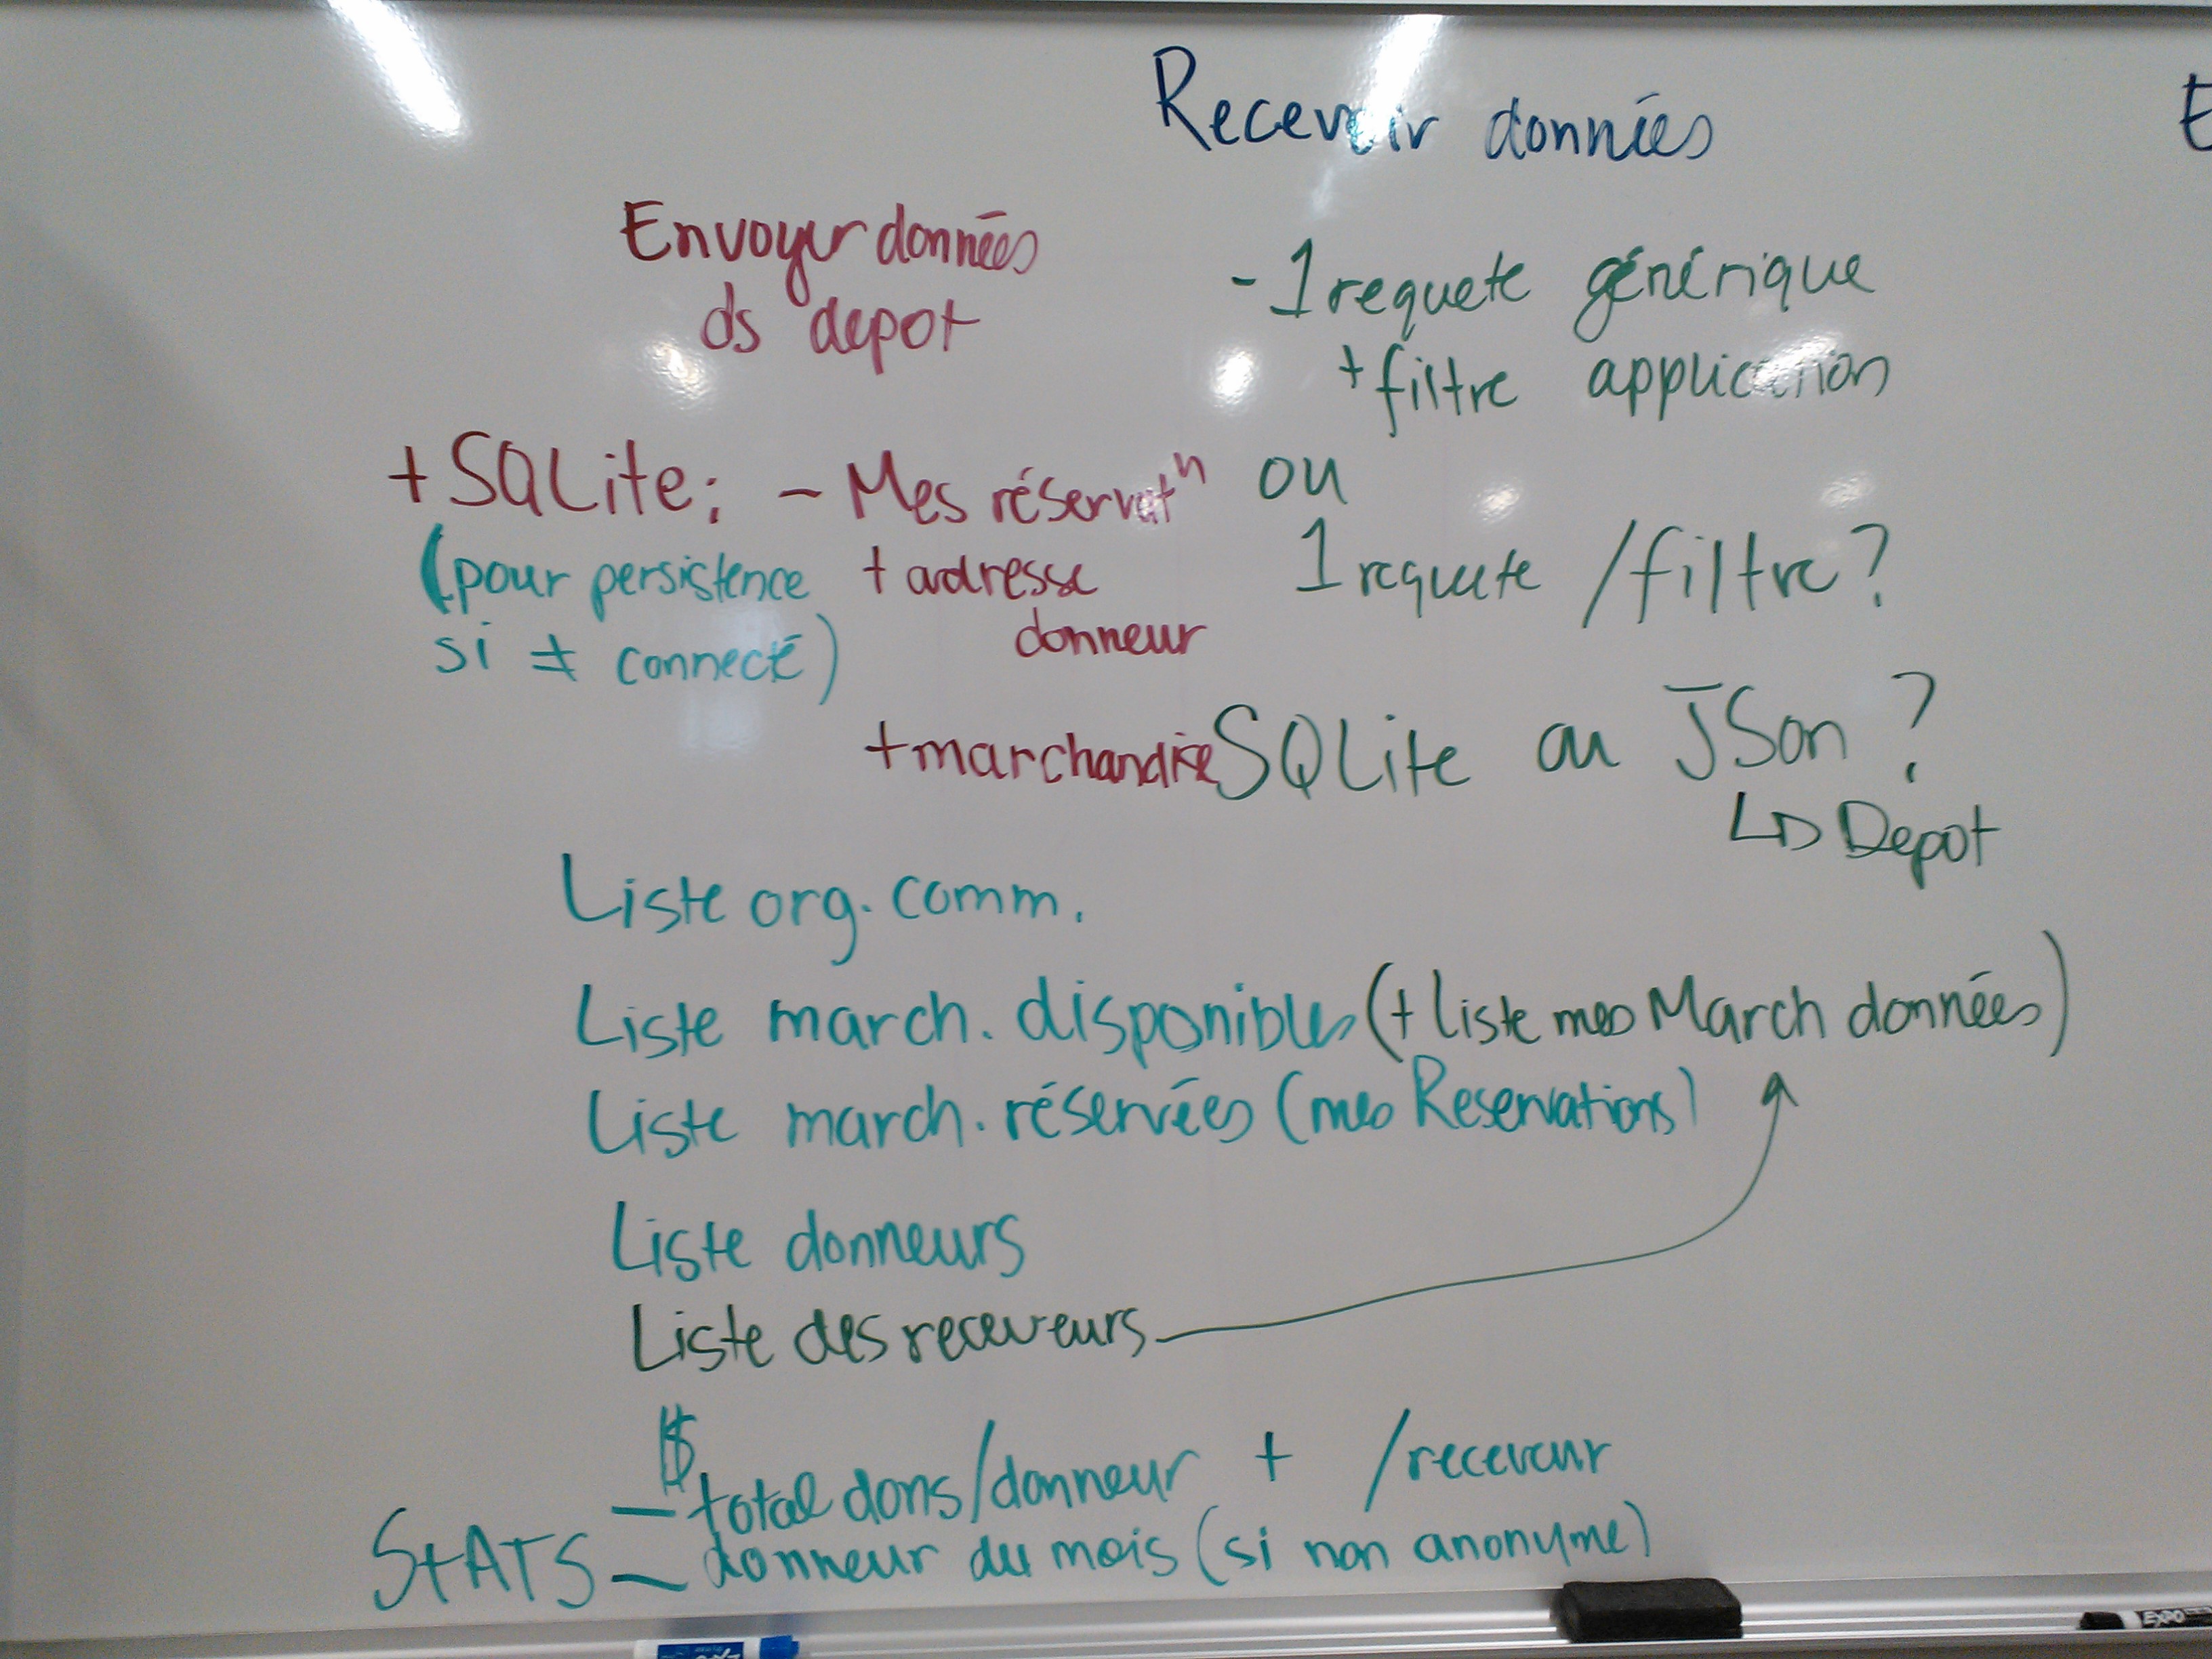 Recevoir données
E
Envoyer données
ds depot
- 1 requete générique
+ filtre application
ou
1 requete / filtre ?
+ SQLite : - Mes réservatⁿ
(pour persistence
si ≠ connecté)
+ adresse
donneur
+ marchandise
SQLite ou JSon ?
↳ Depot
Liste org. comm.
Liste march. disponibles (+ liste mes March données)
Liste march. réservées (mes Reservations)
Liste donneurs
Liste des receveurs
$
STATS - total dons/donneur + /receveur
- donneur du mois (si non anonyme)
EXPO